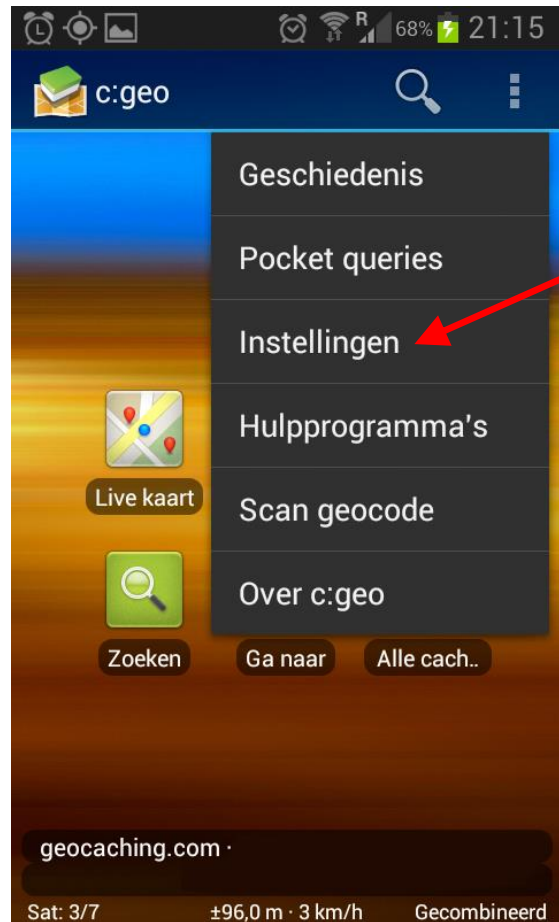 R 68% 21:15
c:geo
Geschiedenis
Pocket queries
Instellingen
Hulpprogramma's
Scan geocode
Over c:geo
Live kaart
Zoeken Ga naar Alle cach..
geocaching.com ·
Sat: 3/7 ±96,0 m · 3 km/h Gecombineerd